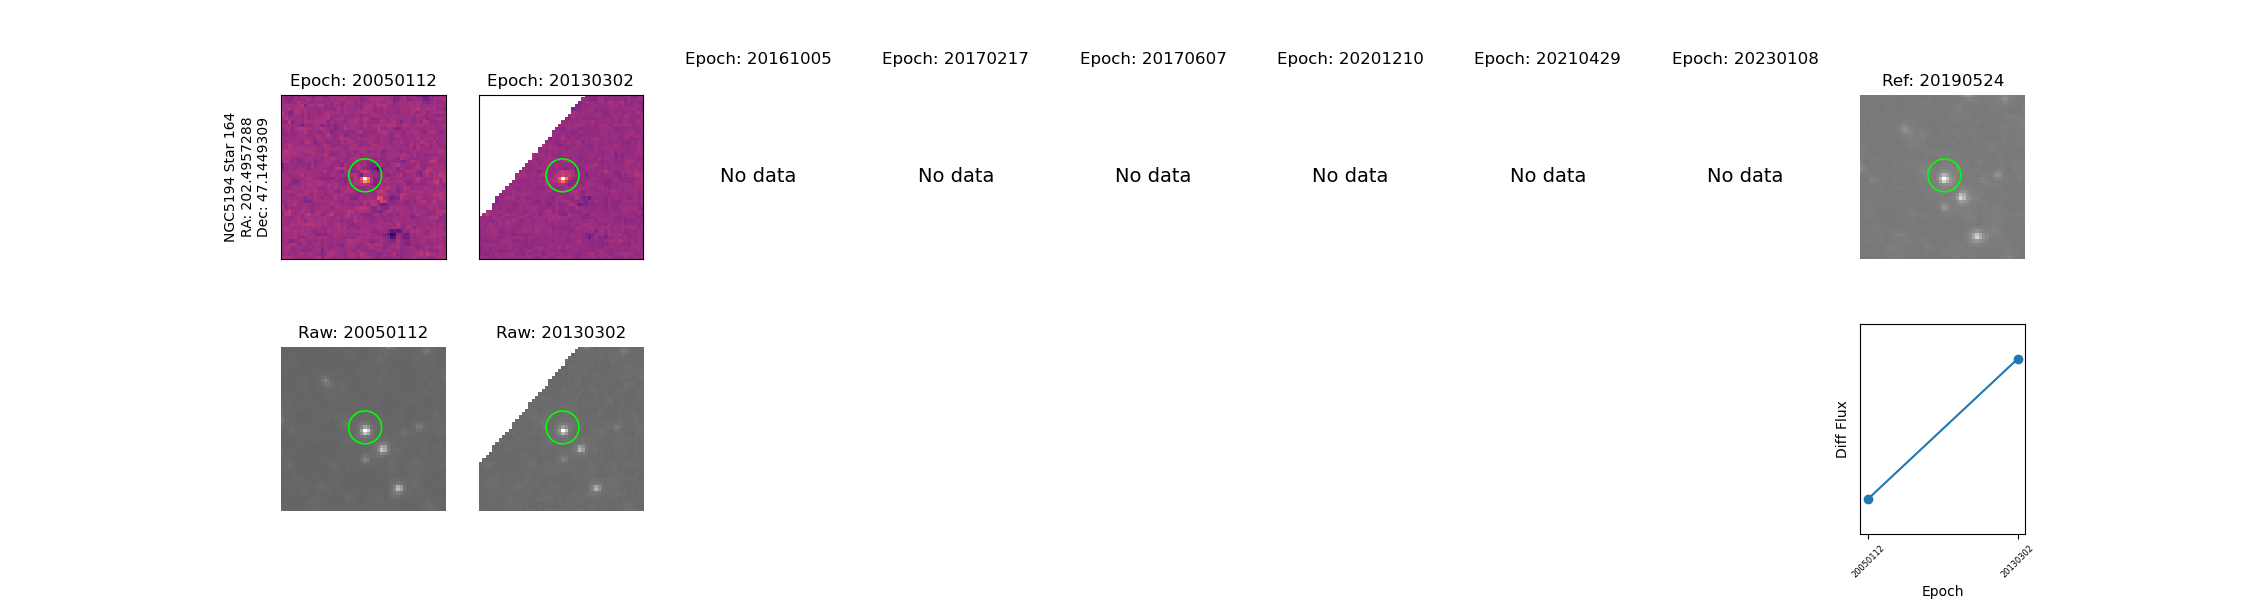 NGC5194 Star 164
RA: 202.4957288
Dec: 47.1449309
Epoch: 20050112
Epoch: 20130302
Epoch: 20161005
No data
Epoch: 20170217
No data
Epoch: 20170607
No data
Epoch: 20201210
No data
Epoch: 20210429
No data
Epoch: 20230108
No data
Ref: 20190524
Raw: 20050112
Raw: 20130302
Diff Flux
20050112
20130302
Epoch